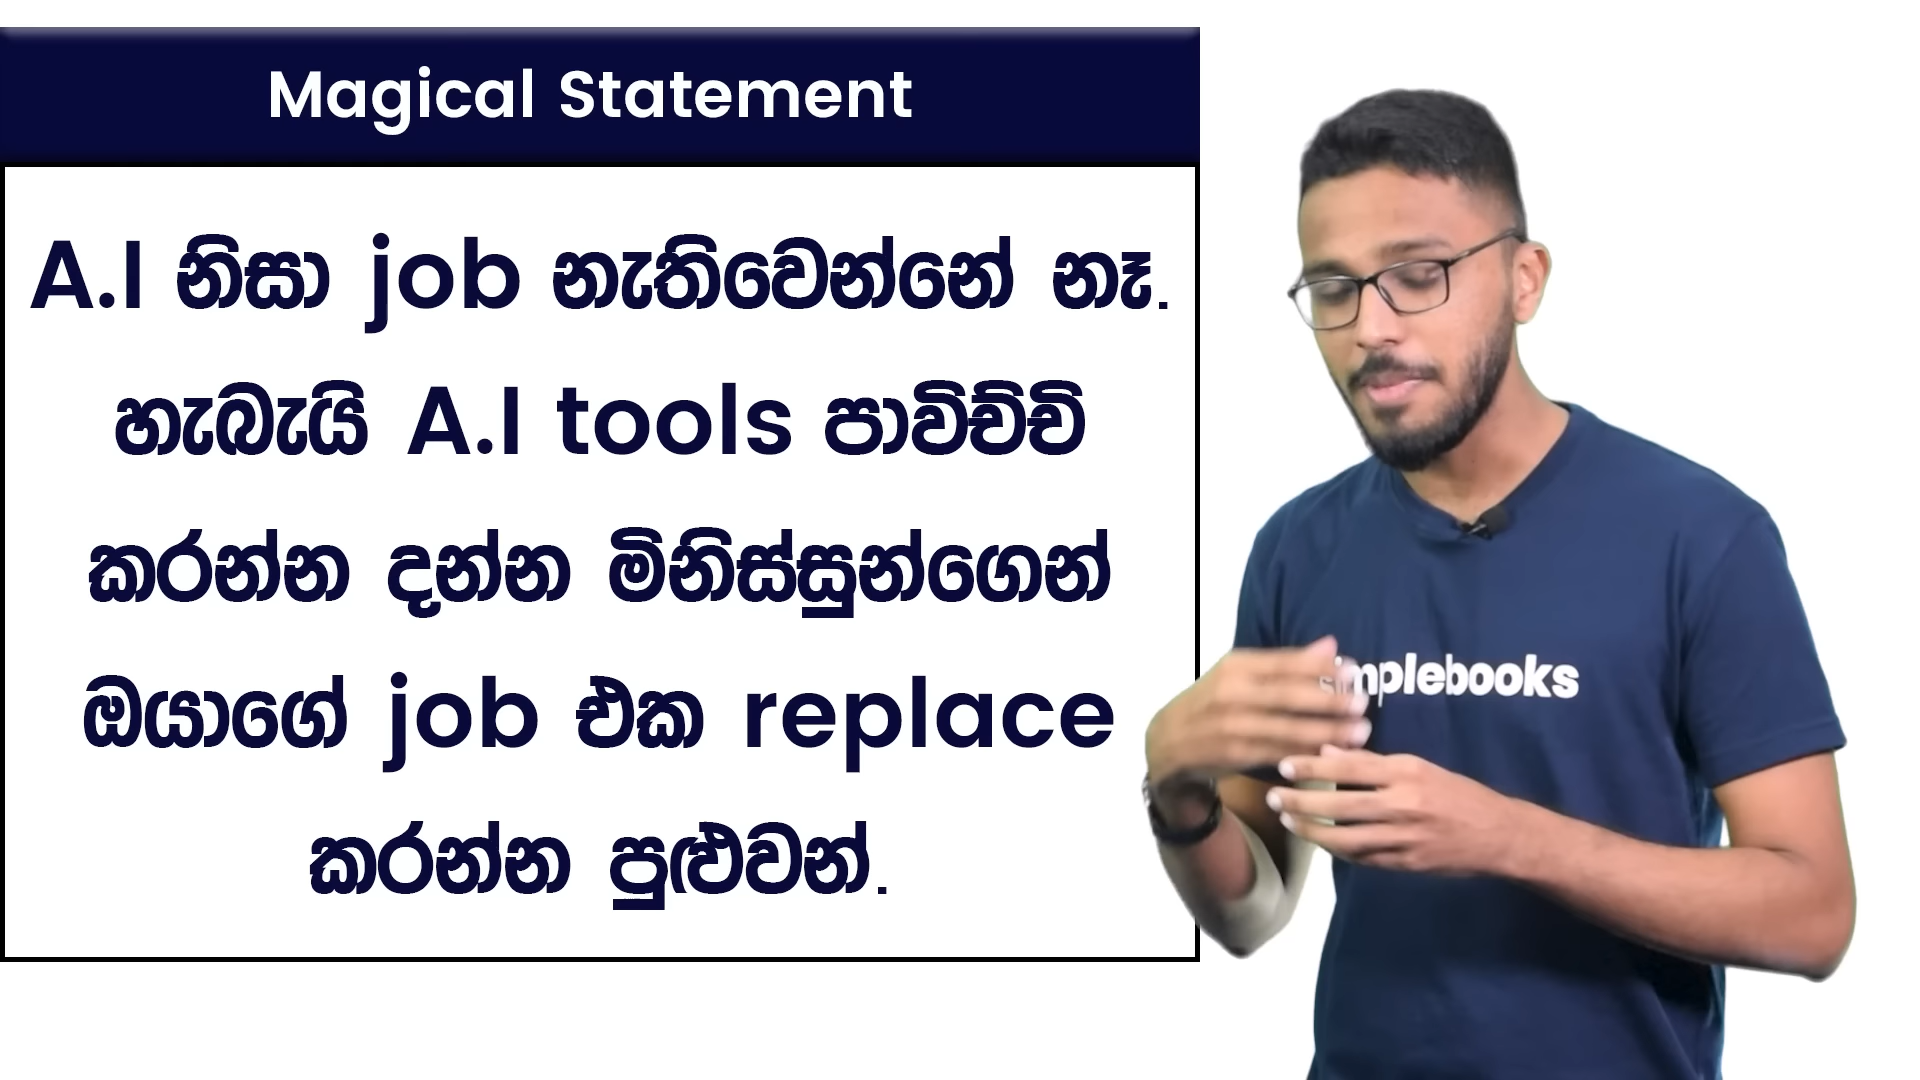 Magical Statement
A.I නිසා job නැතිවෙන්නේ නෑ.
හැබැයි A.I tools පාවිච්චි
කරන්න දන්න මිනිස්සුන්ගෙන්
ඔයාගේ job එක replace
කරන්න පුළුවන්.
simplebooks